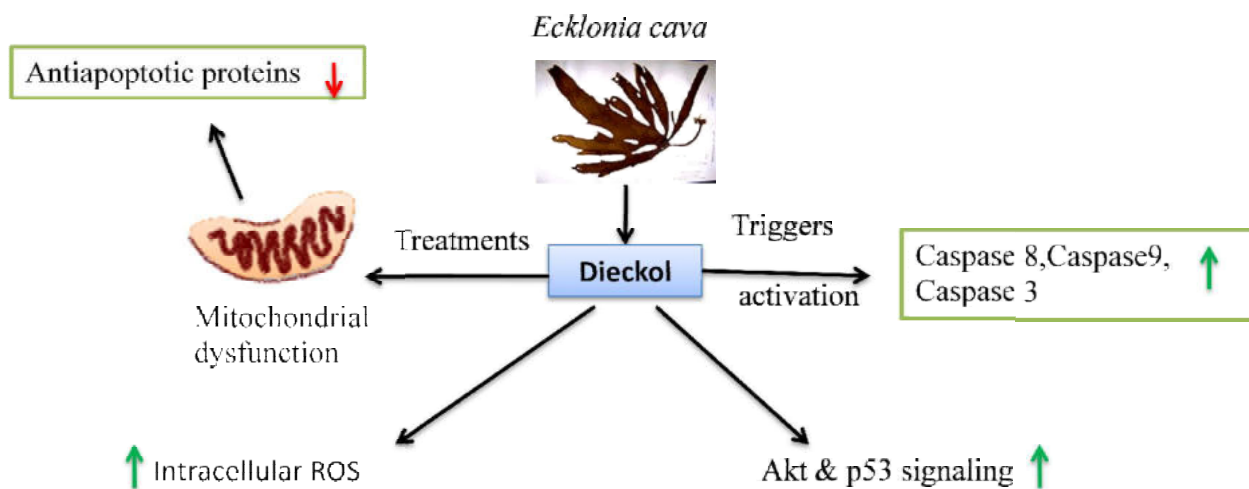 Ecklonia cava
Antiapoptotic proteins
Treatments
Triggers
activation
Dieckol
Caspase 8,Caspase9,
Caspase 3
Mitochondrial
dysfunction
Intracellular ROS
Akt & p53 signaling